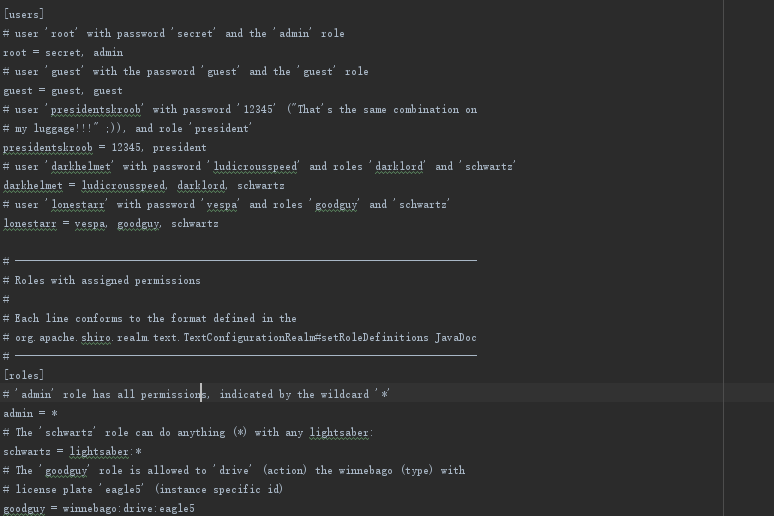 [users]
# user 'root' with password 'secret' and the 'admin' role
root = secret, admin
# user 'guest' with the password 'guest' and the 'guest' role
guest = guest, guest
# user 'presidentskroob' with password '12345' ("That's the same combination on
# my luggage!!!" ;)), and role 'president'
presidentskroob = 12345, president
# user 'darkhelmet' with password 'ludicrousspeed' and roles 'darklord' and 'schwartz'
darkhelmet = ludicrousspeed, darklord, schwartz
# user 'lonestarr' with password 'vespa' and roles 'goodguy' and 'schwartz'
lonestarr = vespa, goodguy, schwartz

# -----------------------------------------------------------------------------
# Roles with assigned permissions
#
# Each line conforms to the format defined in the
# org.apache.shiro.realm.text.TextConfigurationRealm#setRoleDefinitions JavaDoc
# -----------------------------------------------------------------------------
[roles]
# 'admin' role has all permissions, indicated by the wildcard '*'
admin = *
# The 'schwartz' role can do anything (*) with any lightsaber:
schwartz = lightsaber:*
# The 'goodguy' role is allowed to 'drive' (action) the winnebago (type) with
# license plate 'eagle5' (instance specific id)
goodguy = winnebago:drive:eagle5